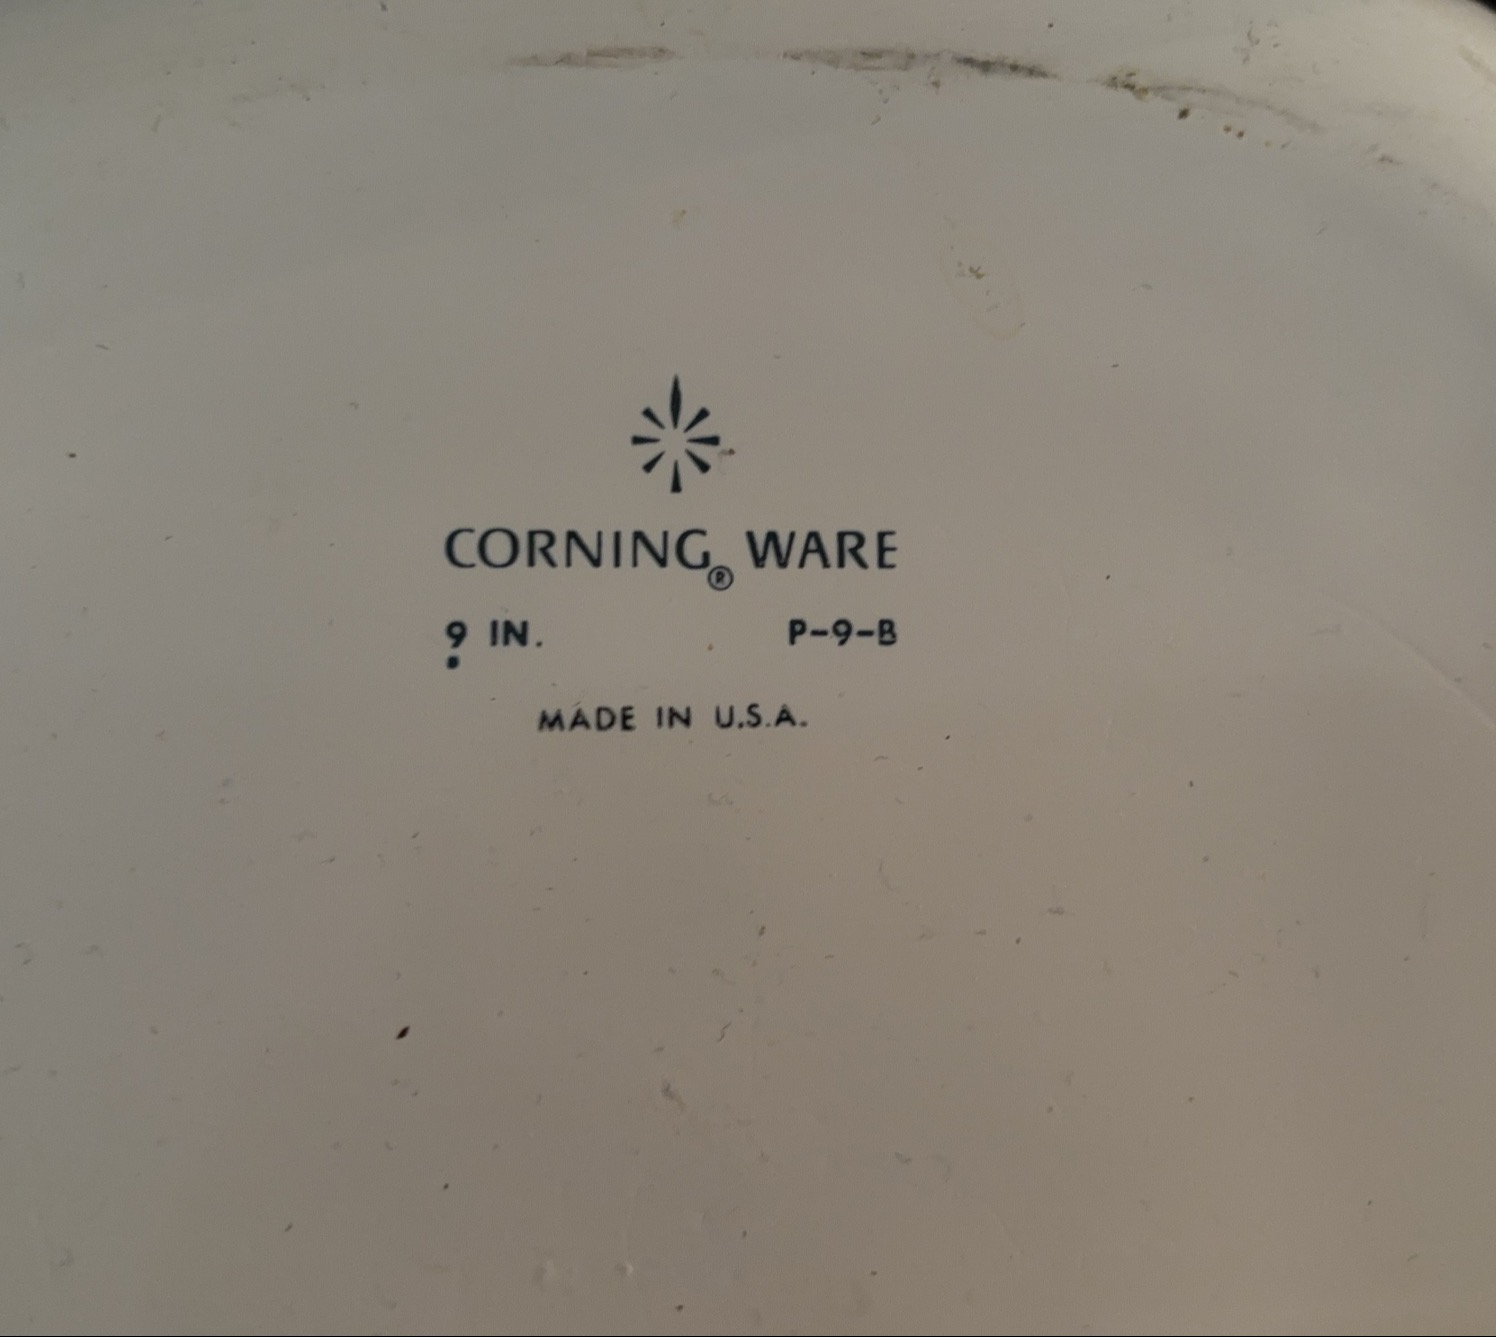 CORNING® WARE
9 IN. P-9-B
MADE IN U.S.A.